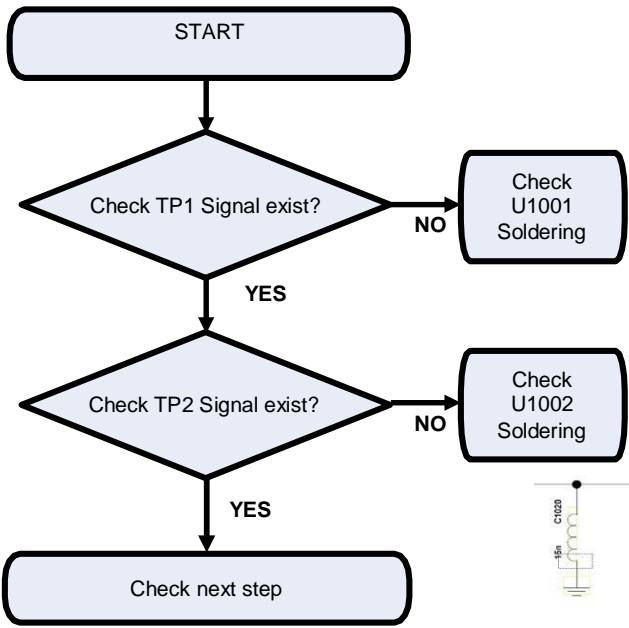 START
Check TP1 Signal exist?
NO
Check
U1001
Soldering
YES
Check TP2 Signal exist?
NO
Check
U1002
Soldering
YES
C1020
15n
Check next step